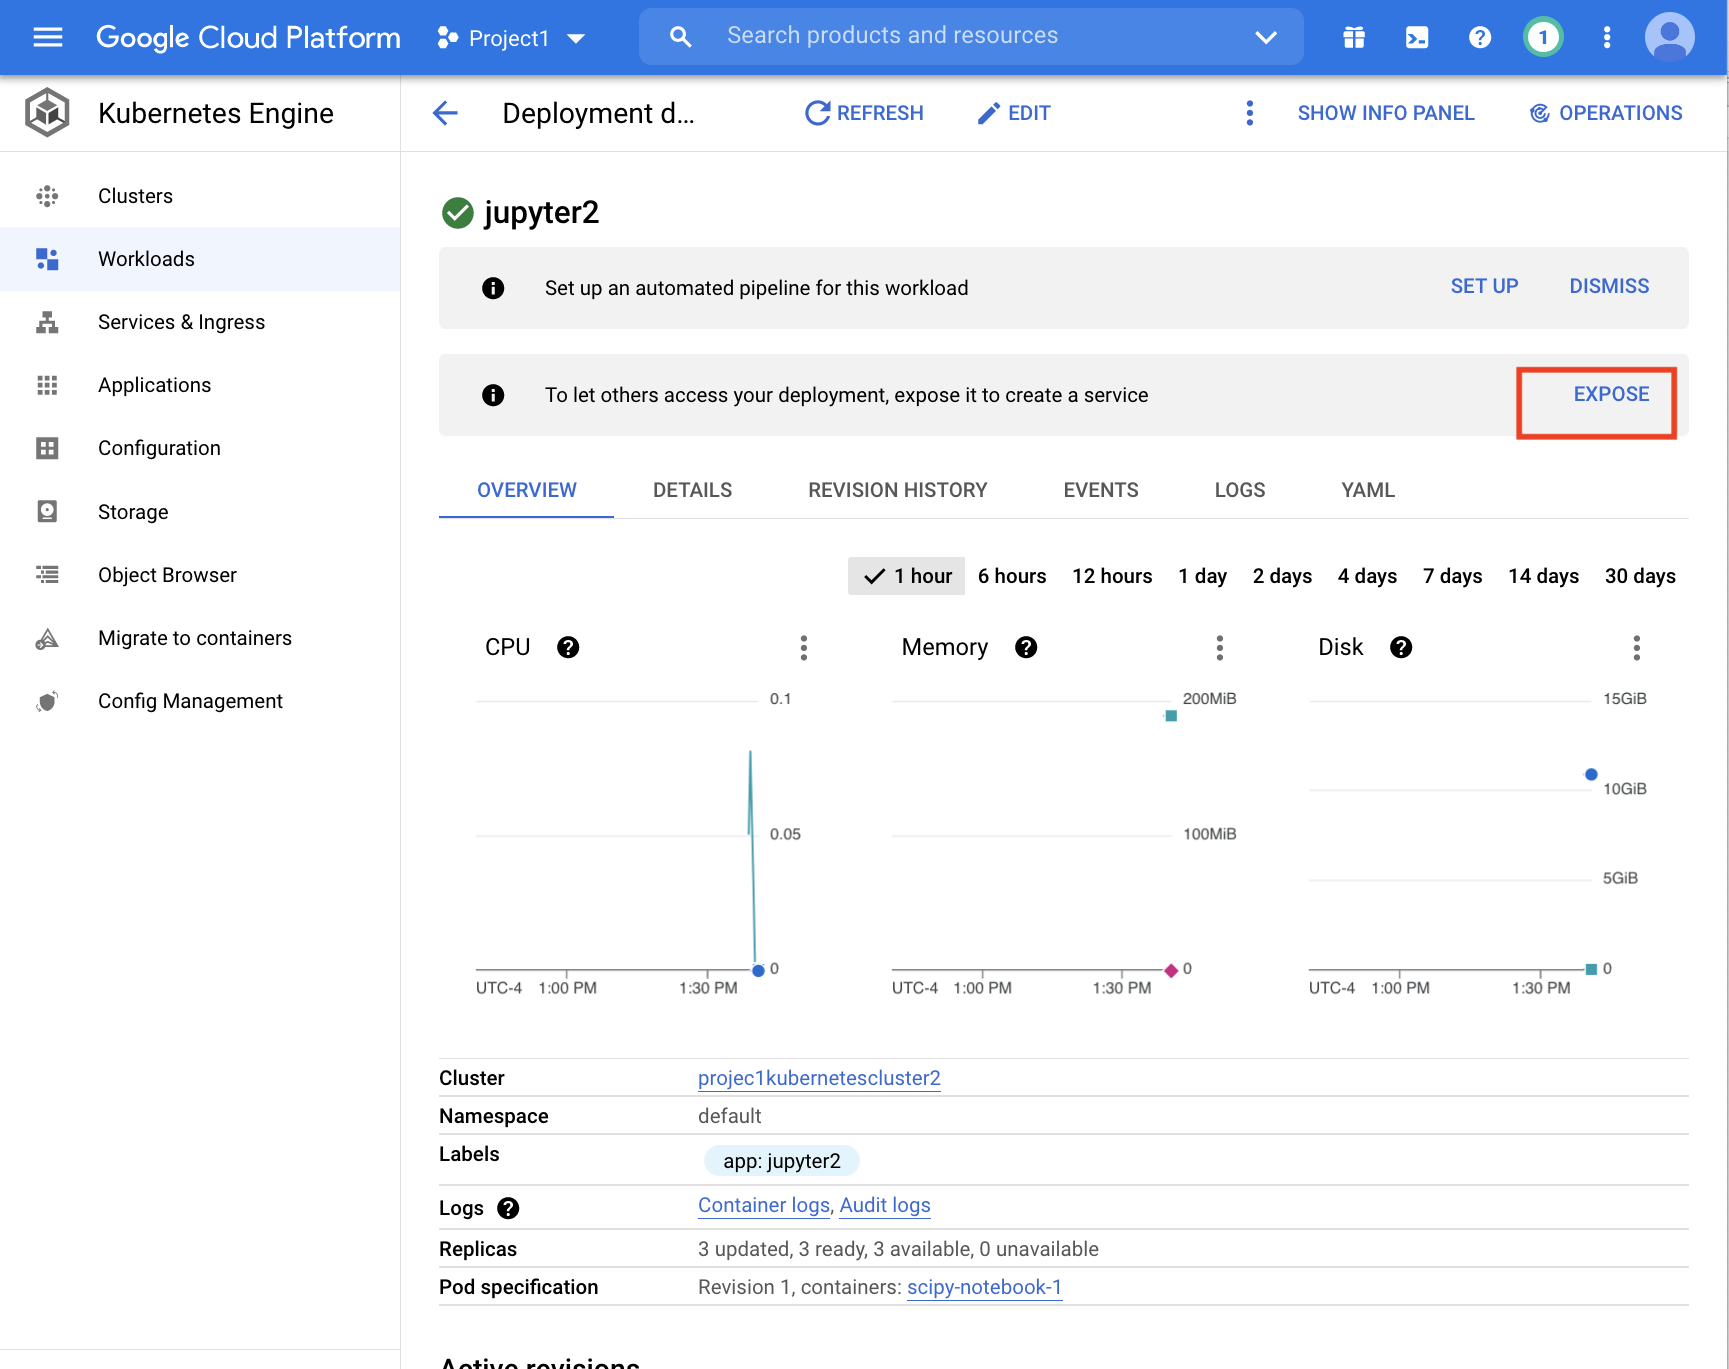 Google Cloud Platform Project1 Search products and resources 1
Kubernetes Engine
Deployment d... REFRESH EDIT SHOW INFO PANEL OPERATIONS
Clusters
Workloads
Services & Ingress
Applications
Configuration
Storage
Object Browser
Migrate to containers
Config Management
jupyter2
Set up an automated pipeline for this workload SET UP DISMISS
To let others access your deployment, expose it to create a service EXPOSE
OVERVIEW DETAILS REVISION HISTORY EVENTS LOGS YAML
1 hour 6 hours 12 hours 1 day 2 days 4 days 7 days 14 days 30 days
CPU
0.1
0.05
0
UTC-4 1:00 PM 1:30 PM
Memory
200MiB
100MiB
0
UTC-4 1:00 PM 1:30 PM
Disk
15GiB
10GiB
5GiB
0
UTC-4 1:00 PM 1:30 PM
Cluster projec1kubernetescluster2
Namespace default
Labels app: jupyter2
Logs Container logs, Audit logs
Replicas 3 updated, 3 ready, 3 available, 0 unavailable
Pod specification Revision 1, containers: scipy-notebook-1
Active revisions